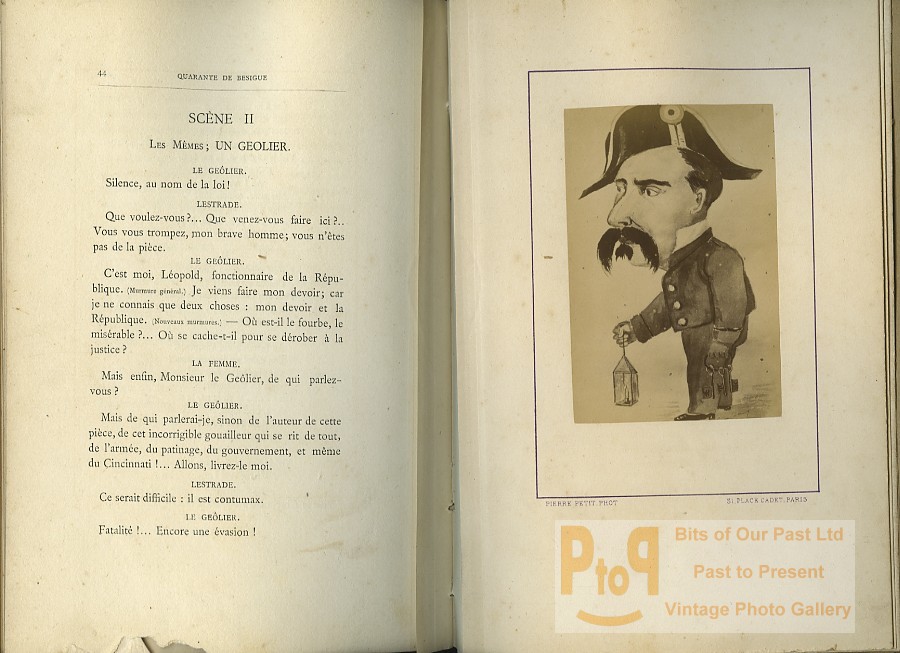 44
QUARANTE DE BESIGUE
SCÈNE II
LES MÊMES; UN GEOLIER.
LE GEÔLIER.
Silence, au nom de la loi!
LESTRADE.
Que voulez-vous?... Que venez-vous faire ici?..
Vous vous trompez, mon brave homme; vous n'êtes
pas de la pièce.
LE GEÔLIER.
C'est moi, Léopold, fonctionnaire de la Répu-
blique. (Murmure général.) Je viens faire mon devoir; car
je ne connais que deux choses : mon devoir et la
République. (Nouveaux murmures.) — Où est-il le fourbe, le
misérable?... Où se cache-t-il pour se dérober à la
justice?
LA FEMME.
Mais enfin, Monsieur le Geôlier, de qui parlez-
vous?
LE GEÔLIER.
Mais de qui parlerai-je, sinon de l'auteur de cette
pièce, de cet incorrigible gouailleur qui se rit de tout,
de l'armée, du patinage, du gouvernement, et même
du Cincinnati!... Allons, livrez-le moi.
LESTRADE.
Ce serait difficile : il est contumax.
LE GEÔLIER.
Fatalité!... Encore une évasion!
PIERRE PETIT, PHOT
31 PLACE CADET, PARIS
PtoP
Bits of Our Past Ltd
Past to Present
Vintage Photo Gallery